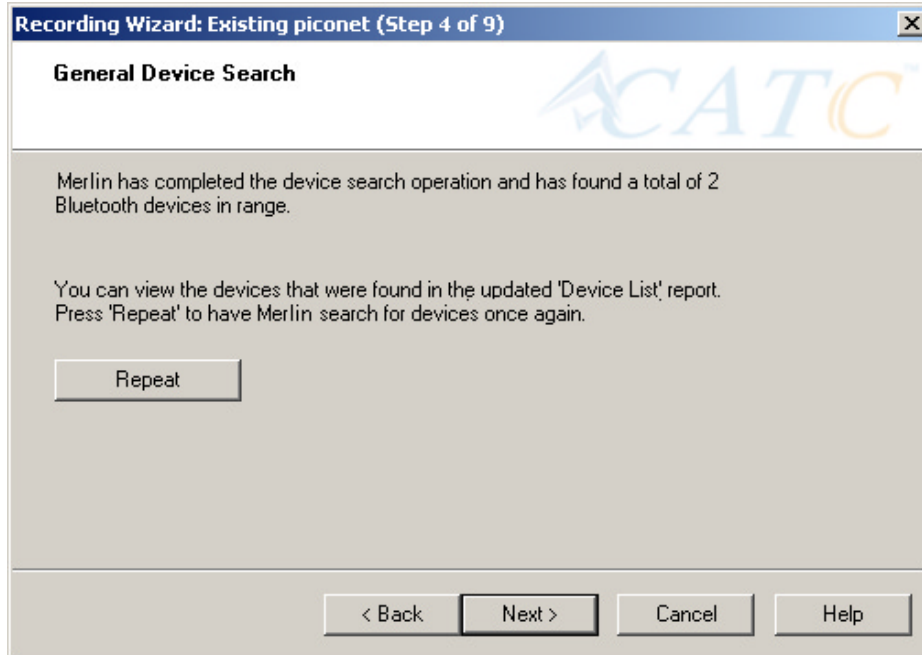 Recording Wizard: Existing piconet (Step 4 of 9)
General Device Search
CATC™
Merlin has completed the device search operation and has found a total of 2
Bluetooth devices in range.
You can view the devices that were found in the updated 'Device List' report.
Press 'Repeat' to have Merlin search for devices once again.
Repeat
< Back
Next >
Cancel
Help